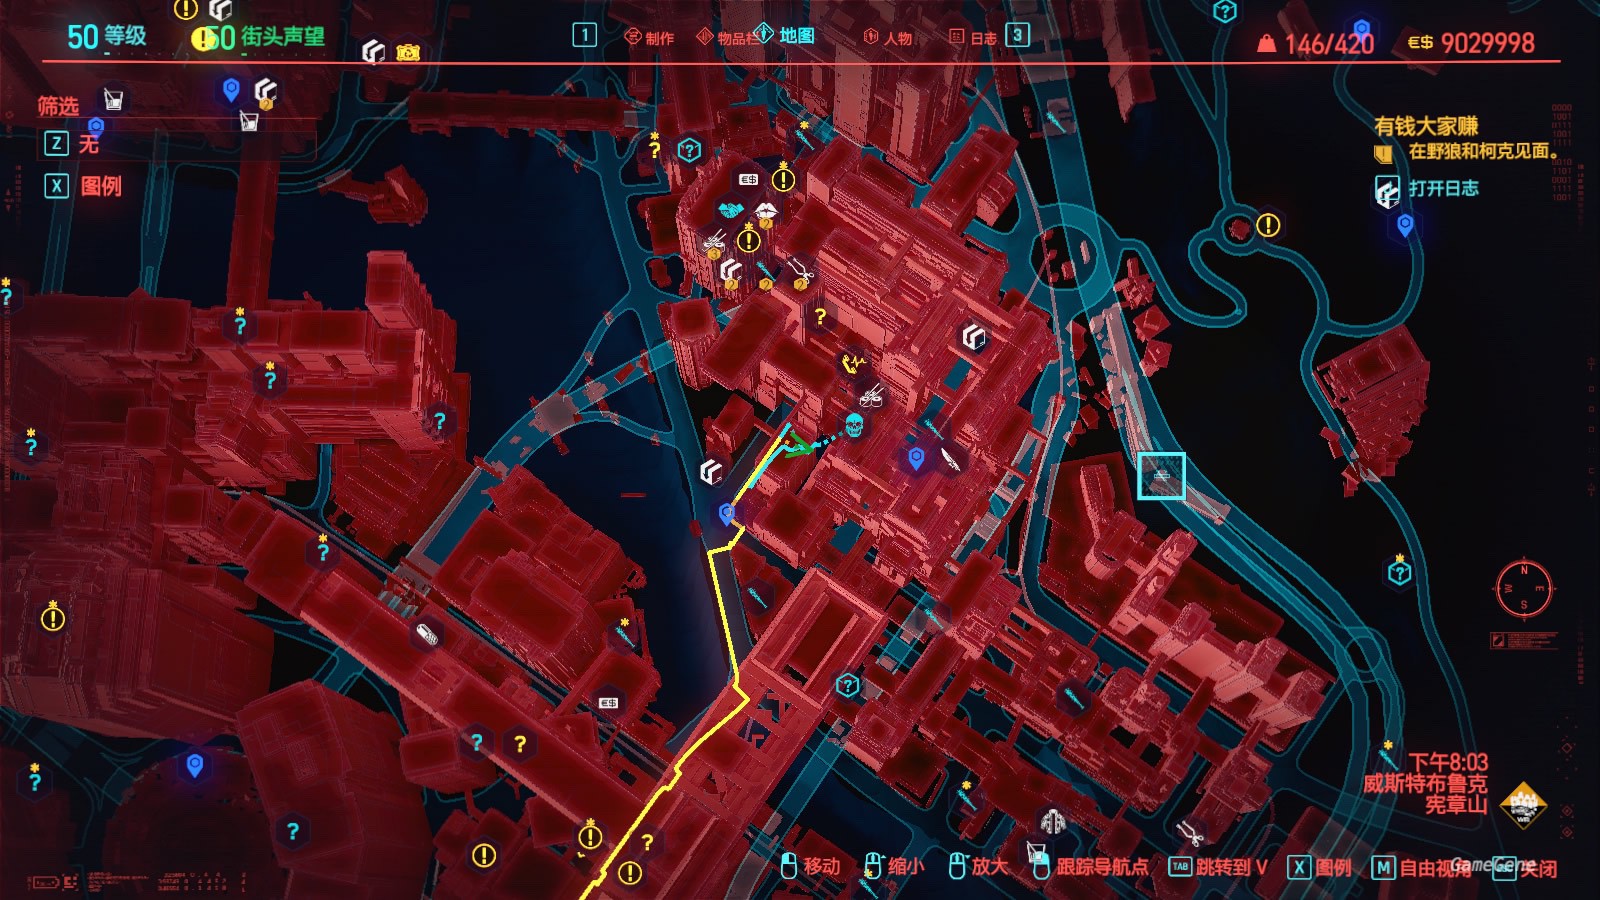 50 等级
50 街头声望
1
制作
物品栏
地图
人物
日志
3
146/420
€$ 9029998
筛选
Z 无
X 图例
有钱大家赚
在野狼和柯克见面。
打开日志
€$
€$
N
W
E
S
下午8:03
威斯特布鲁克
宪章山
移动
缩小
放大
跟踪导航点
TAB 跳转到 V
X 图例
M 自由视角
关闭
GameGene